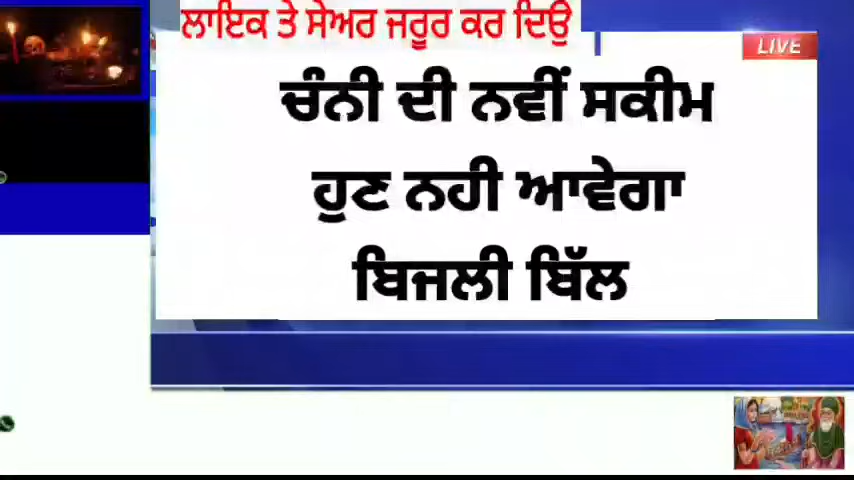 ਲਾਇਕ ਤੇ ਸੇਅਰ ਜਰੂਰ ਕਰ ਦਿਉ
LIVE
ਚੰਨੀ ਦੀ ਨਵੀਂ ਸਕੀਮ
ਹੁਣ ਨਹੀ ਆਵੇਗਾ
ਬਿਜਲੀ ਬਿੱਲ